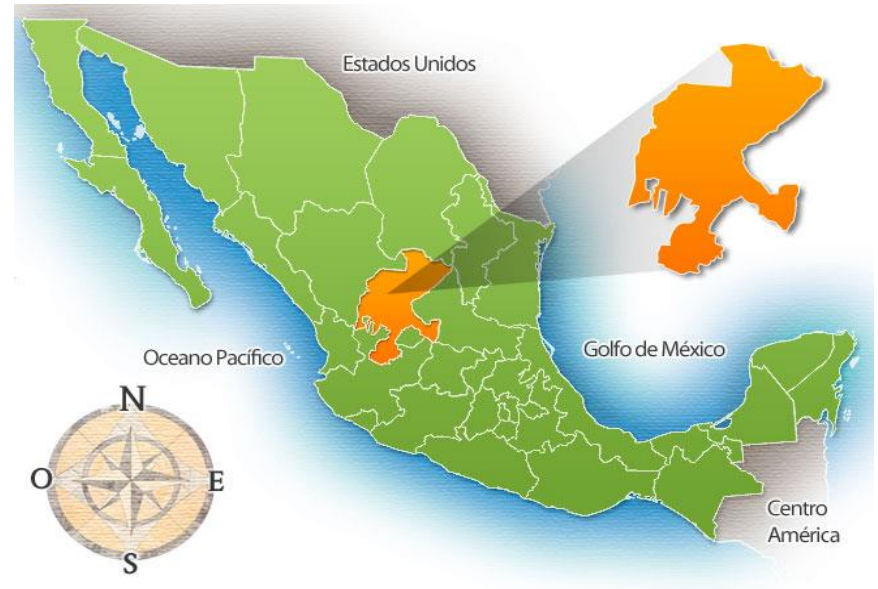 Estados Unidos
Golfo de México
Oceano Pacífico
N
O
E
S
Centro
América